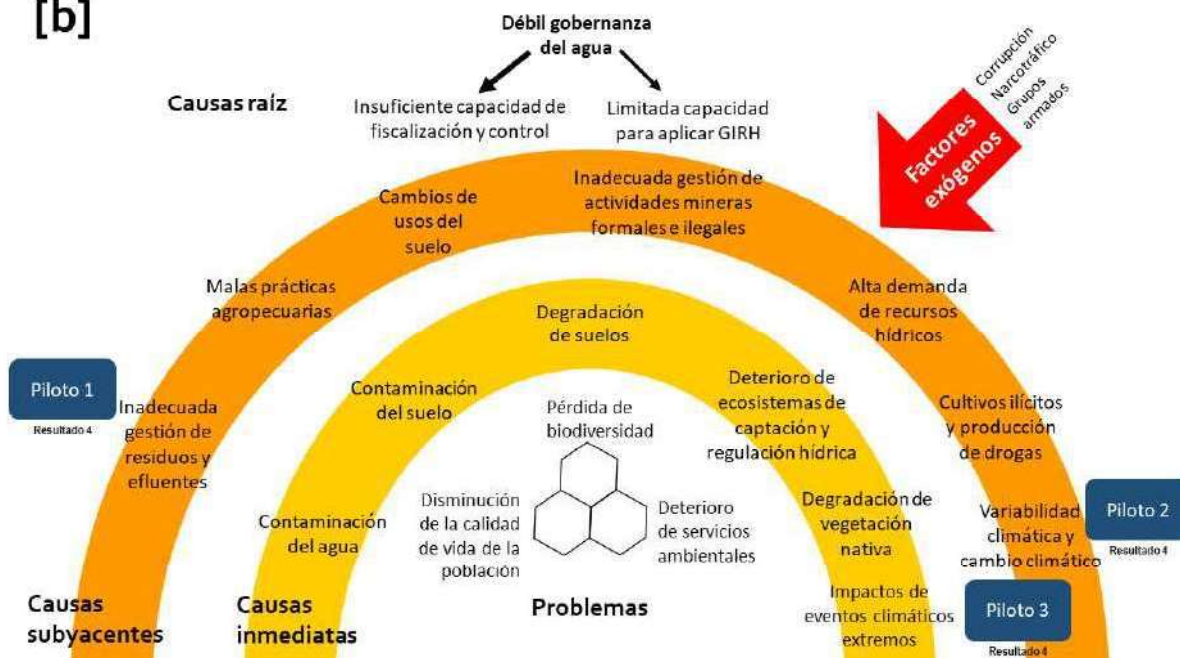 [b]
Débil gobernanza
del agua
Causas raíz
Insuficiente capacidad de
fiscalización y control
Limitada capacidad
para aplicar GIRH
Corrupción
Narcotráfico
Grupos
armados
Factores
exógenos
Cambios de
usos del
suelo
Inadecuada gestión de
actividades mineras
formales e ilegales
Malas prácticas
agropecuarias
Alta demanda
de recursos
hídricos
Degradación
de suelos
Piloto 1
Resultado 4
Inadecuada
gestión de
residuos y
efluentes
Contaminación
del suelo
Deterioro de
ecosistemas de
captación y
regulación hídrica
Cultivos ilícitos
y producción
de drogas
Pérdida de
biodiversidad
Contaminación
del agua
Disminución
de la calidad
de vida de la
población
Deterioro
de servicios
ambientales
Degradación de
vegetación
nativa
Variabilidad
climática y
cambio climático
Piloto 2
Resultado 4
Causas
subyacentes
Causas
inmediatas
Problemas
Impactos de
eventos climáticos
extremos
Piloto 3
Resultado 4